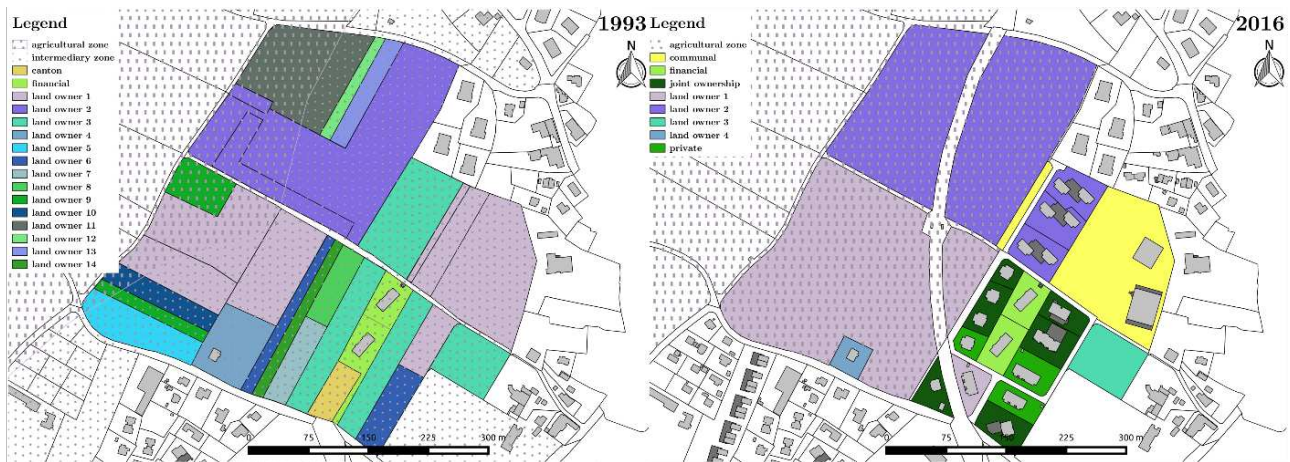 Legend
1993
N
agricultural zone
intermediary zone
canton
financial
land owner 1
land owner 2
land owner 3
land owner 4
land owner 5
land owner 6
land owner 7
land owner 8
land owner 9
land owner 10
land owner 11
land owner 12
land owner 13
land owner 14
0 75 150 225 300 m
Legend
2016
N
agricultural zone
communal
financial
joint ownership
land owner 1
land owner 2
land owner 3
land owner 4
private
0 75 150 225 300 m